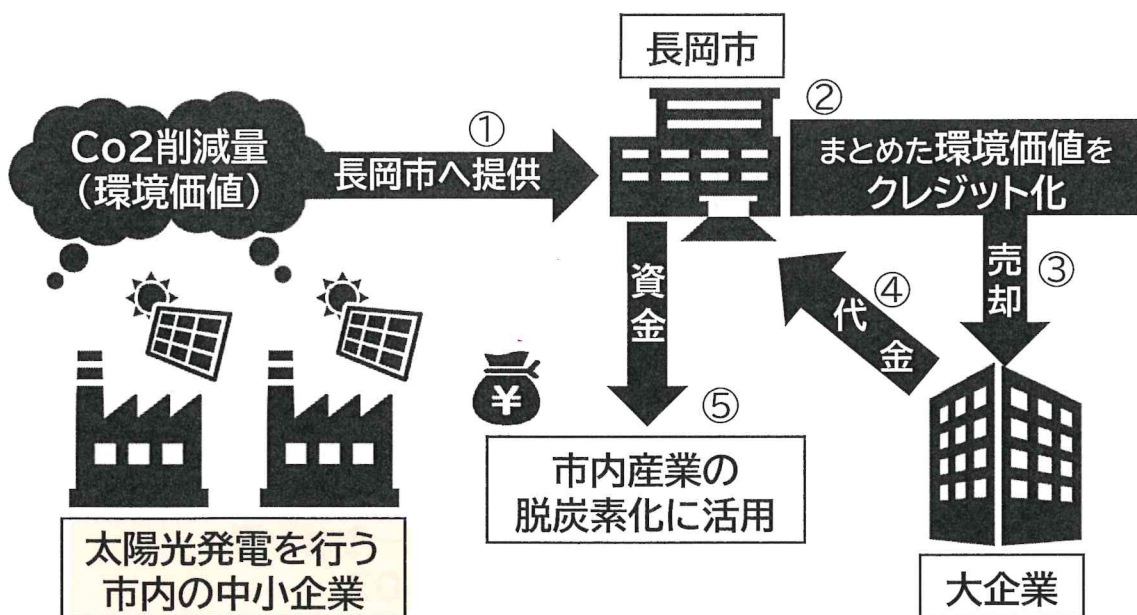 長岡市
Co2削減量
（環境価値）
①
長岡市へ提供
②
まとめた環境価値を
クレジット化
売却
③
④
代金
資金
¥
⑤
市内産業の
脱炭素化に活用
太陽光発電を行う
市内の中小企業
大企業